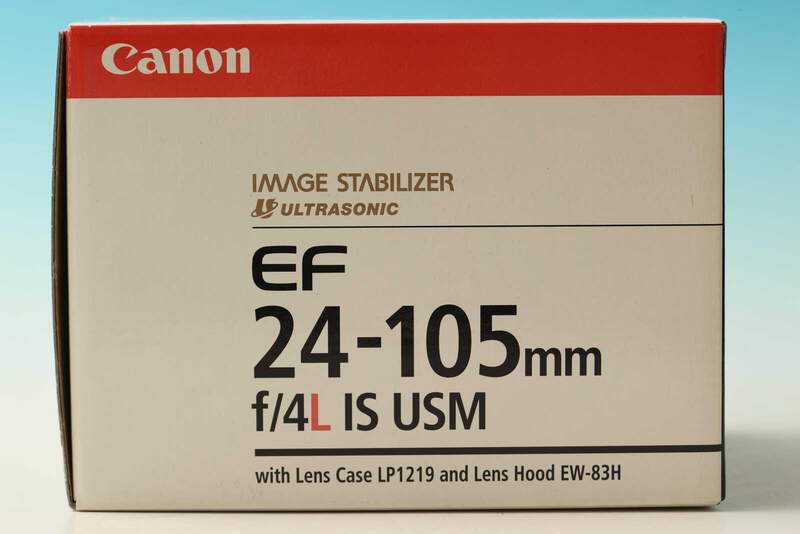 Canon
IMAGE STABILIZER
ULTRASONIC
EF
24-105mm
f/4L IS USM
with Lens Case LP1219 and Lens Hood EW-83H